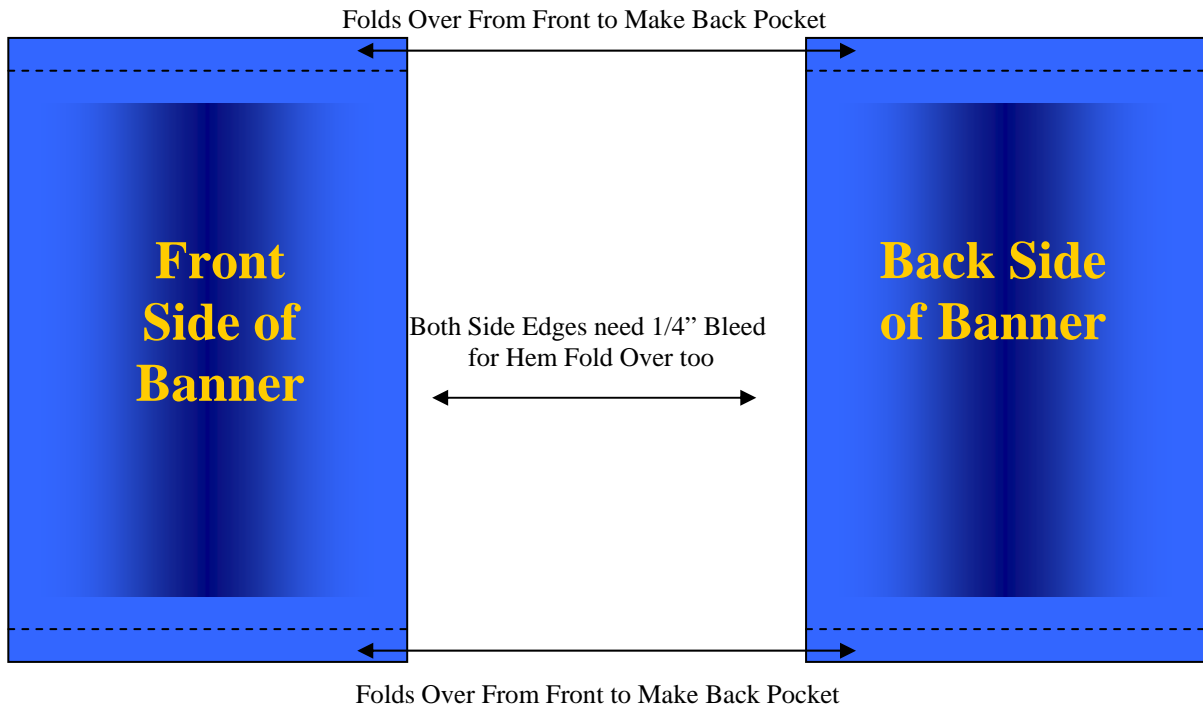 Folds Over From Front to Make Back Pocket
Front
Side of
Banner
Both Side Edges need 1/4” Bleed
for Hem Fold Over too
Back Side
of Banner
Folds Over From Front to Make Back Pocket